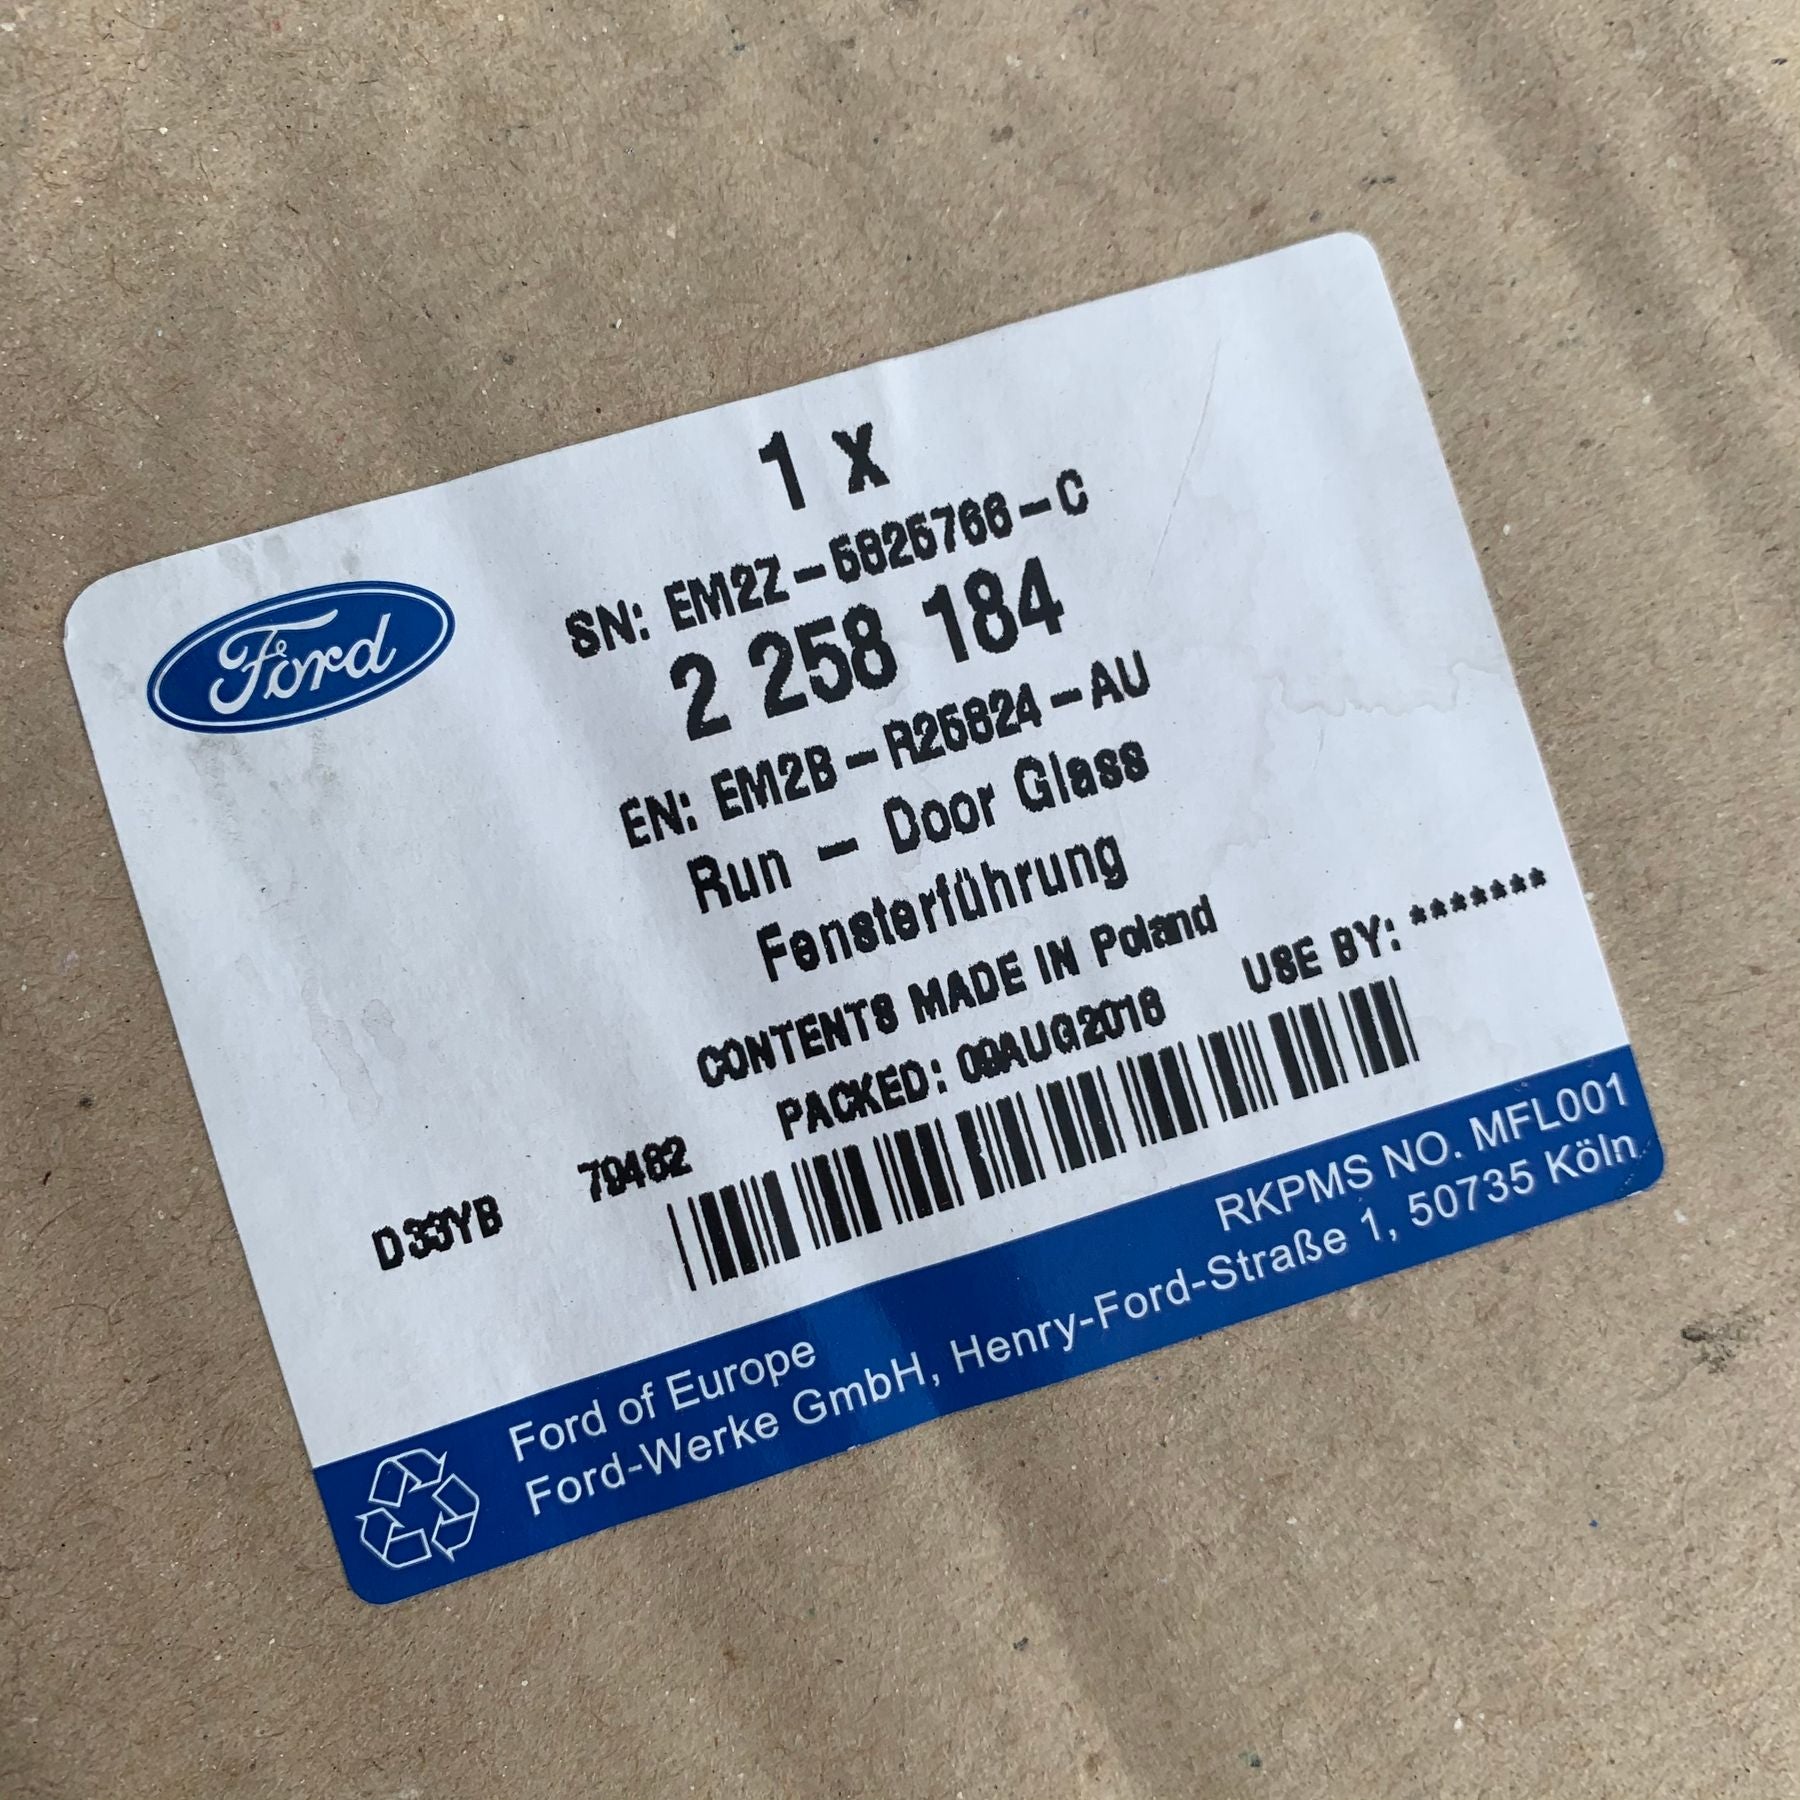 1 x
SN: EM2Z-5825766-C
2 258 184
EN: EM2B-R25824-AU
Run - Door Glass
Fensterführung
CONTENTS MADE IN Poland
PACKED: 09AUG2018 USE BY: *******
D33YB 79462
Ford
RKPMS NO. MFL001
Ford of Europe
Ford-Werke GmbH, Henry-Ford-Straße 1, 50735 Köln